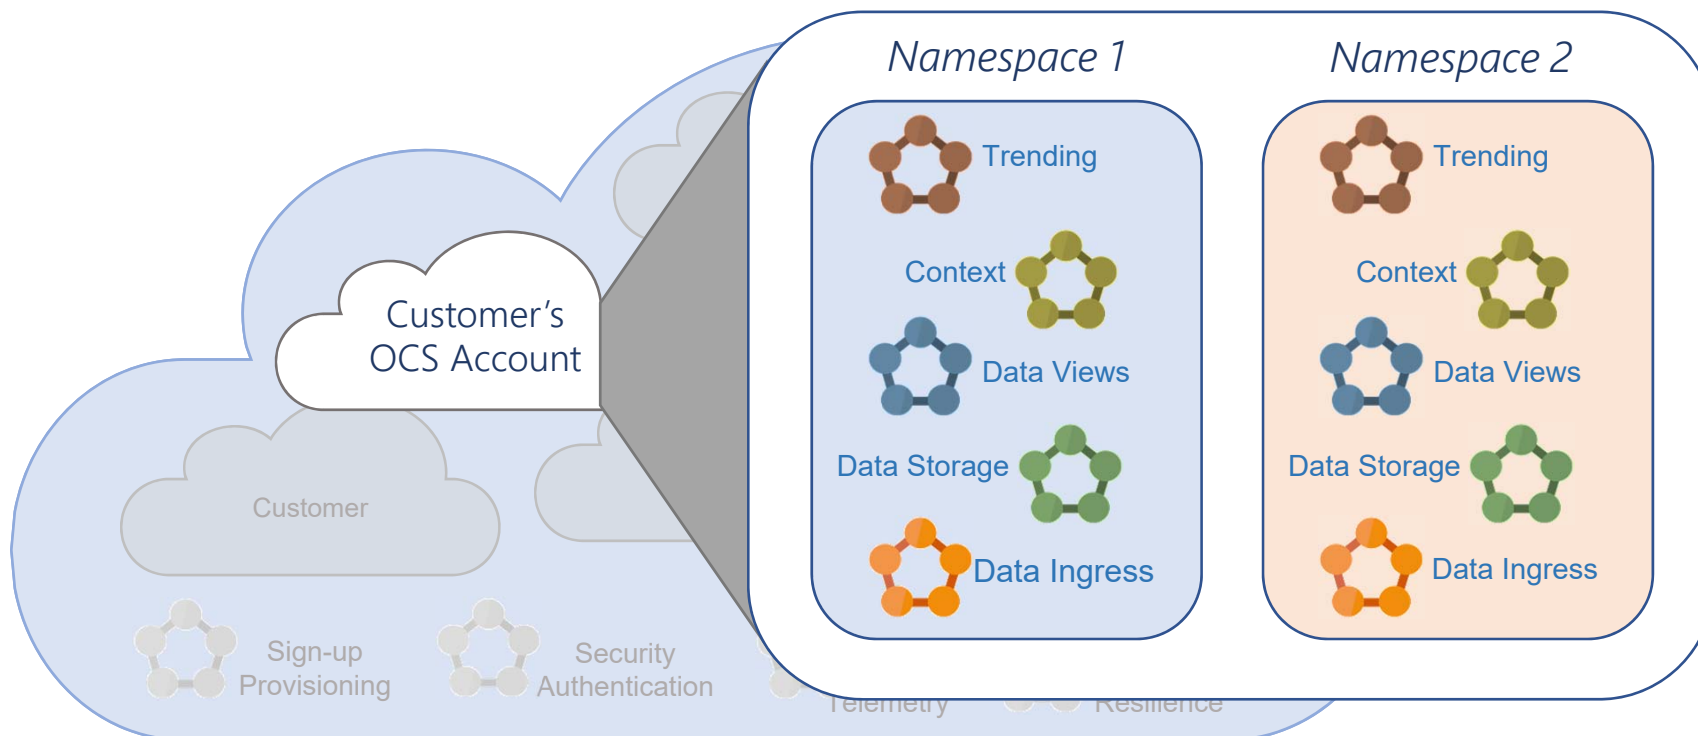 Namespace 1
Namespace 2
Trending
Context
Data Views
Data Storage
Data Ingress
Trending
Context
Data Views
Data Storage
Data Ingress
Customer’s
OCS Account
Customer
Sign-up
Provisioning
Security
Authentication
Telemetry
Resilience